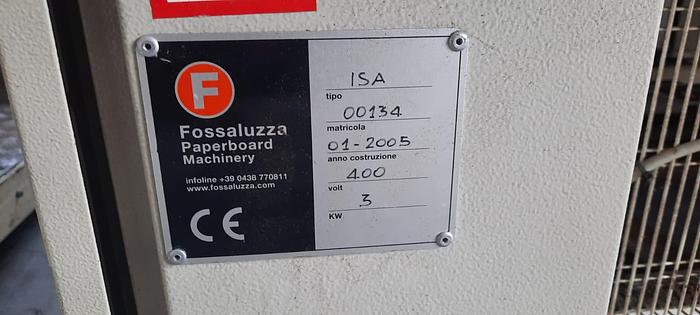 F
Fossaluzza
Paperboard
Machinery
infoline +39 0438 770811
www.fossaluzza.com
CE
ISA
tipo
00134
matricola
01-2005
anno costruzione
400
volt
3
KW